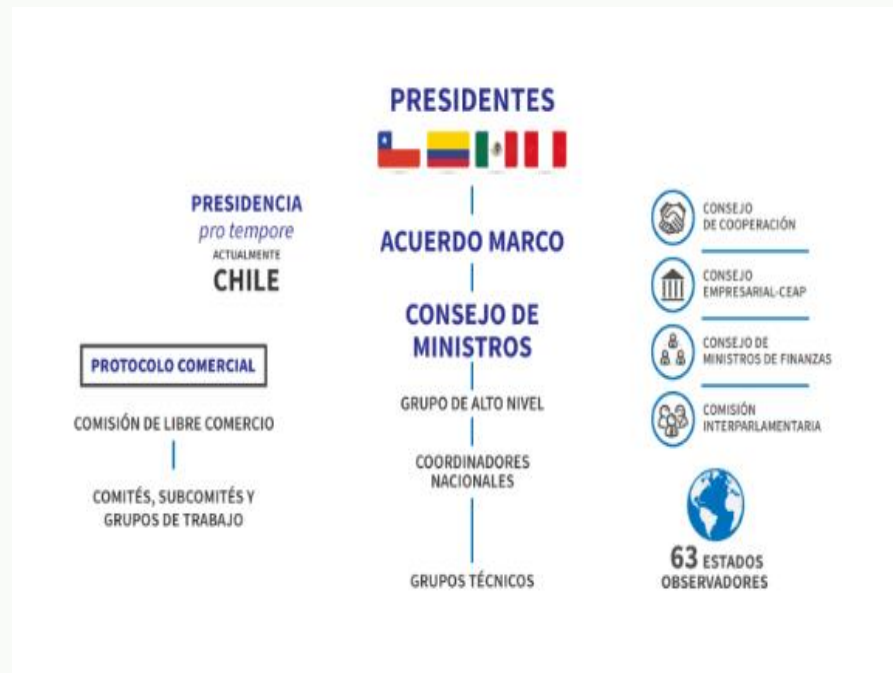 PRESIDENTES
PRESIDENCIA
pro tempore
ACTUALMENTE
CHILE
ACUERDO MARCO
CONSEJO DE
MINISTROS
GRUPO DE ALTO NIVEL
COORDINADORES
NACIONALES
GRUPOS TÉCNICOS
PROTOCOLO COMERCIAL
COMISIÓN DE LIBRE COMERCIO
COMITÉS, SUBCOMITÉS Y
GRUPOS DE TRABAJO
CONSEJO
DE COOPERACIÓN
CONSEJO
EMPRESARIAL-CEAP
CONSEJO DE
MINISTROS DE FINANZAS
COMISIÓN
INTERPARLAMENTARIA
63 ESTADOS
OBSERVADORES